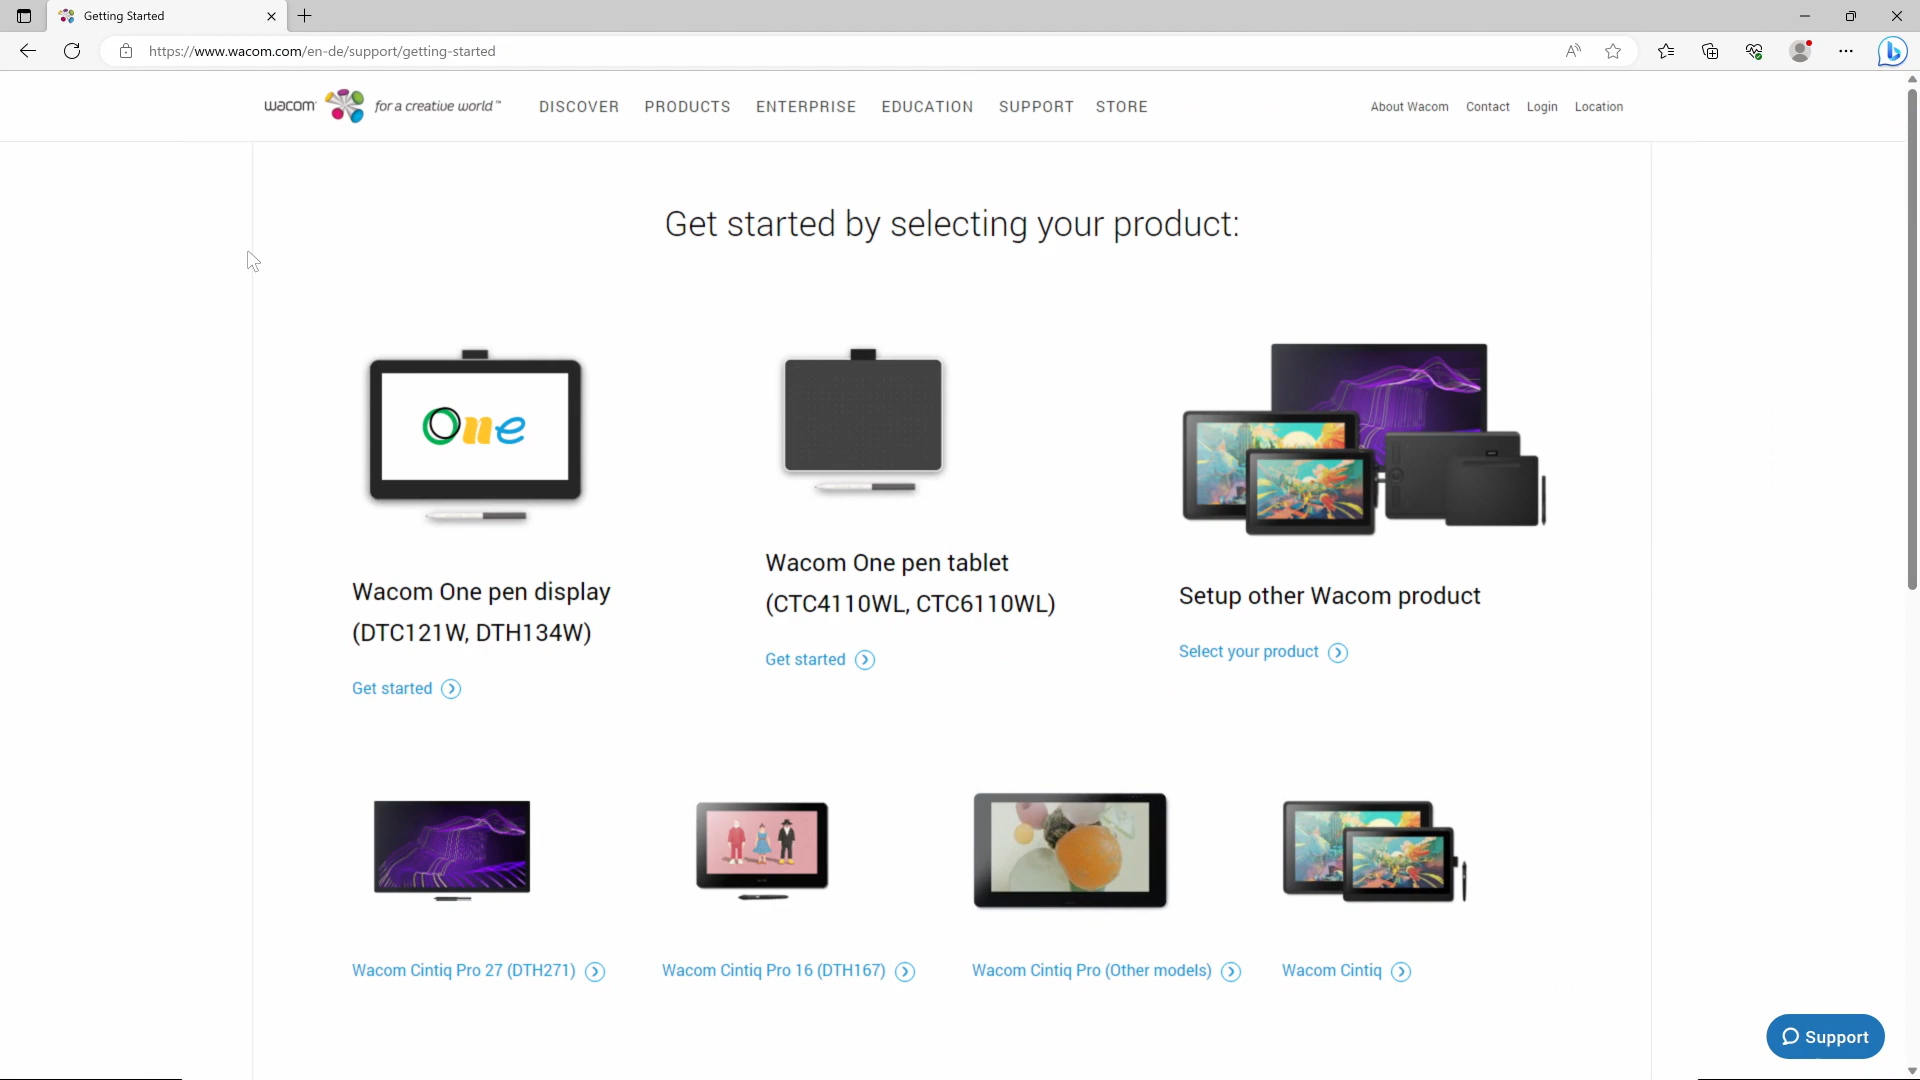 Getting Started
https://www.wacom.com/en-de/support/getting-started
wacom for a creative world™ DISCOVER PRODUCTS ENTERPRISE EDUCATION SUPPORT STORE About Wacom Contact Login Location
Get started by selecting your product:
One
Wacom One pen display
(DTC121W, DTH134W)
Get started
Wacom One pen tablet
(CTC4110WL, CTC6110WL)
Get started
Setup other Wacom product
Select your product
Wacom Cintiq Pro 27 (DTH271)
Wacom Cintiq Pro 16 (DTH167)
Wacom Cintiq Pro (Other models)
Wacom Cintiq
Support